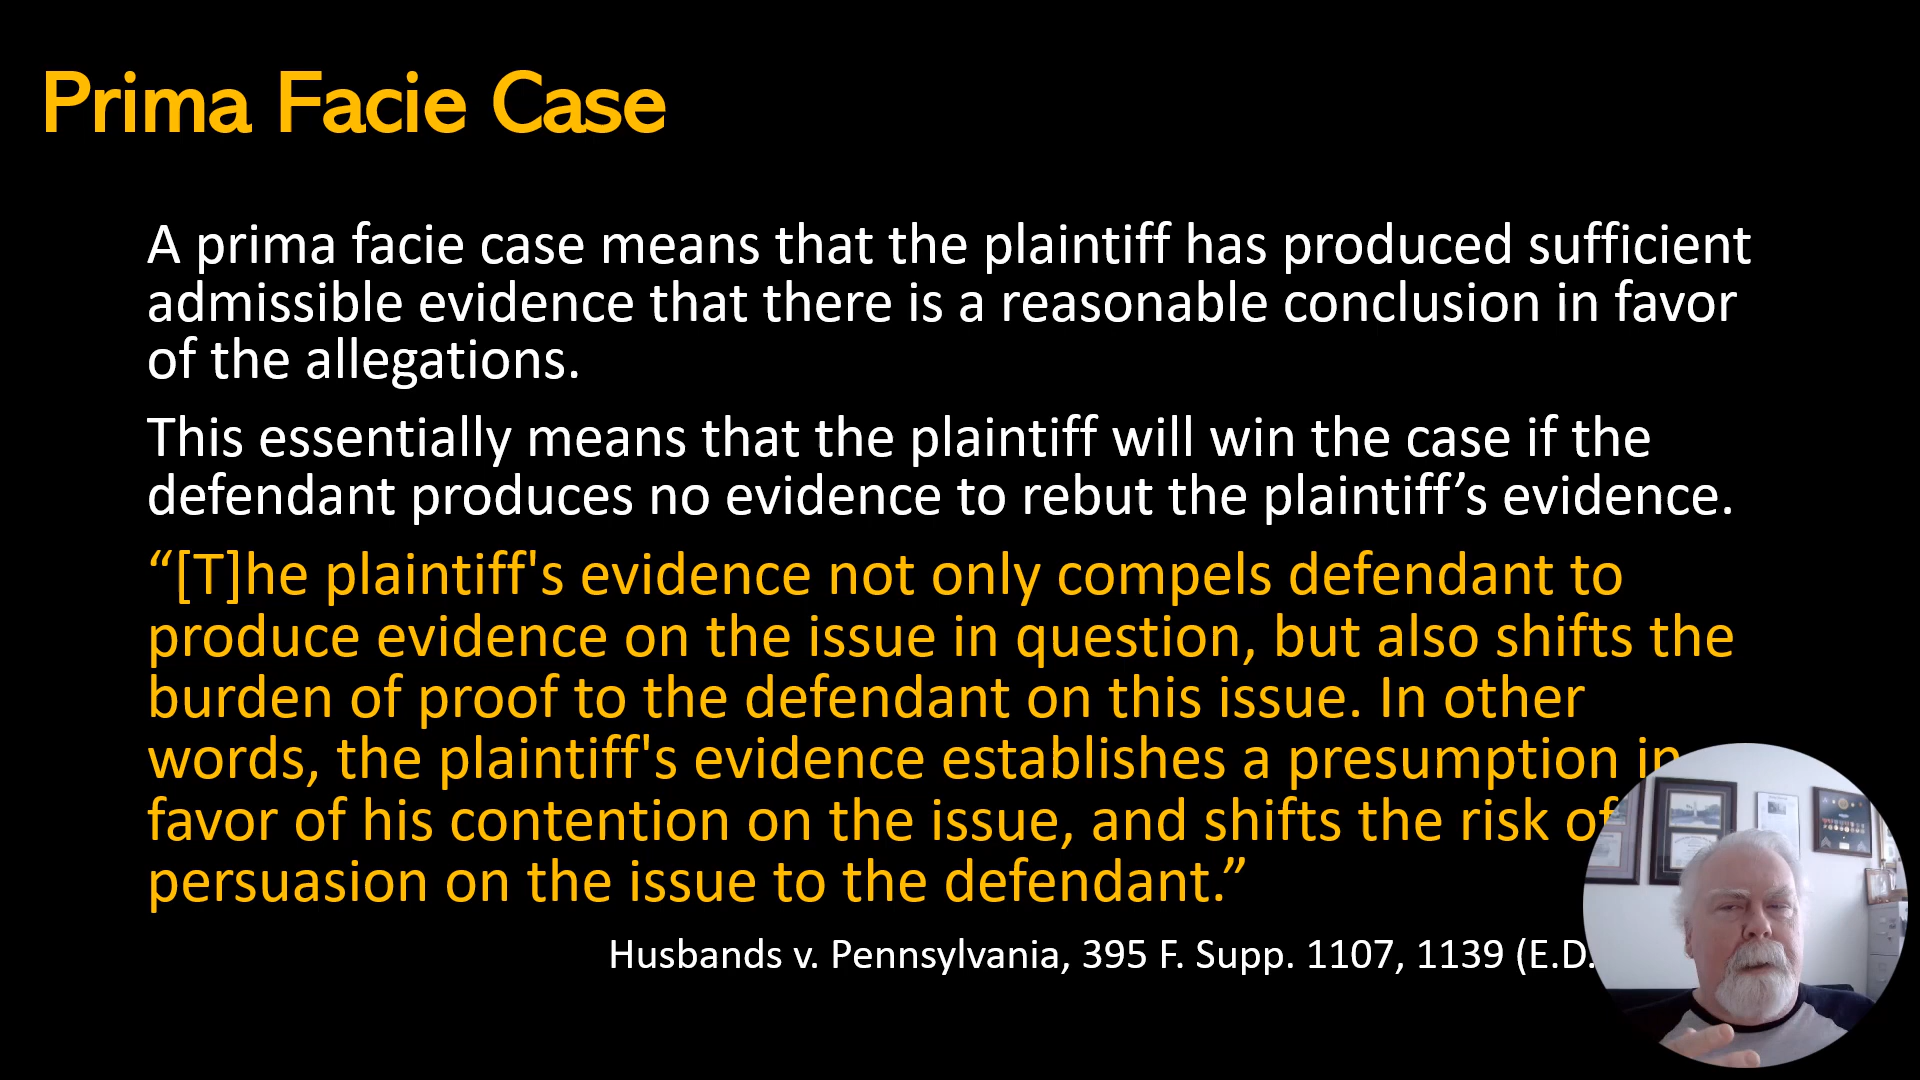 Prima Facie Case
A prima facie case means that the plaintiff has produced sufficient
admissible evidence that there is a reasonable conclusion in favor
of the allegations.
This essentially means that the plaintiff will win the case if the
defendant produces no evidence to rebut the plaintiff’s evidence.
“[T]he plaintiff's evidence not only compels defendant to
produce evidence on the issue in question, but also shifts the
burden of proof to the defendant on this issue. In other
words, the plaintiff's evidence establishes a presumption in
favor of his contention on the issue, and shifts the risk of
persuasion on the issue to the defendant.”
Husbands v. Pennsylvania, 395 F. Supp. 1107, 1139 (E.D.